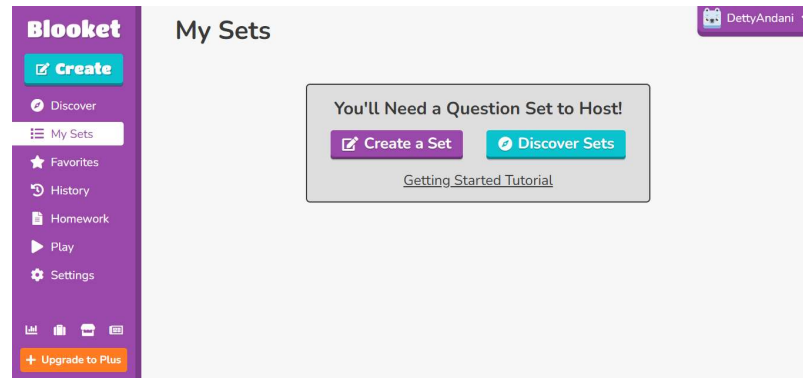 Blooket
Create
Discover
My Sets
Favorites
History
Homework
Play
Settings
+ Upgrade to Plus
My Sets
DettyAndani
You'll Need a Question Set to Host!
Create a Set
Discover Sets
Getting Started Tutorial